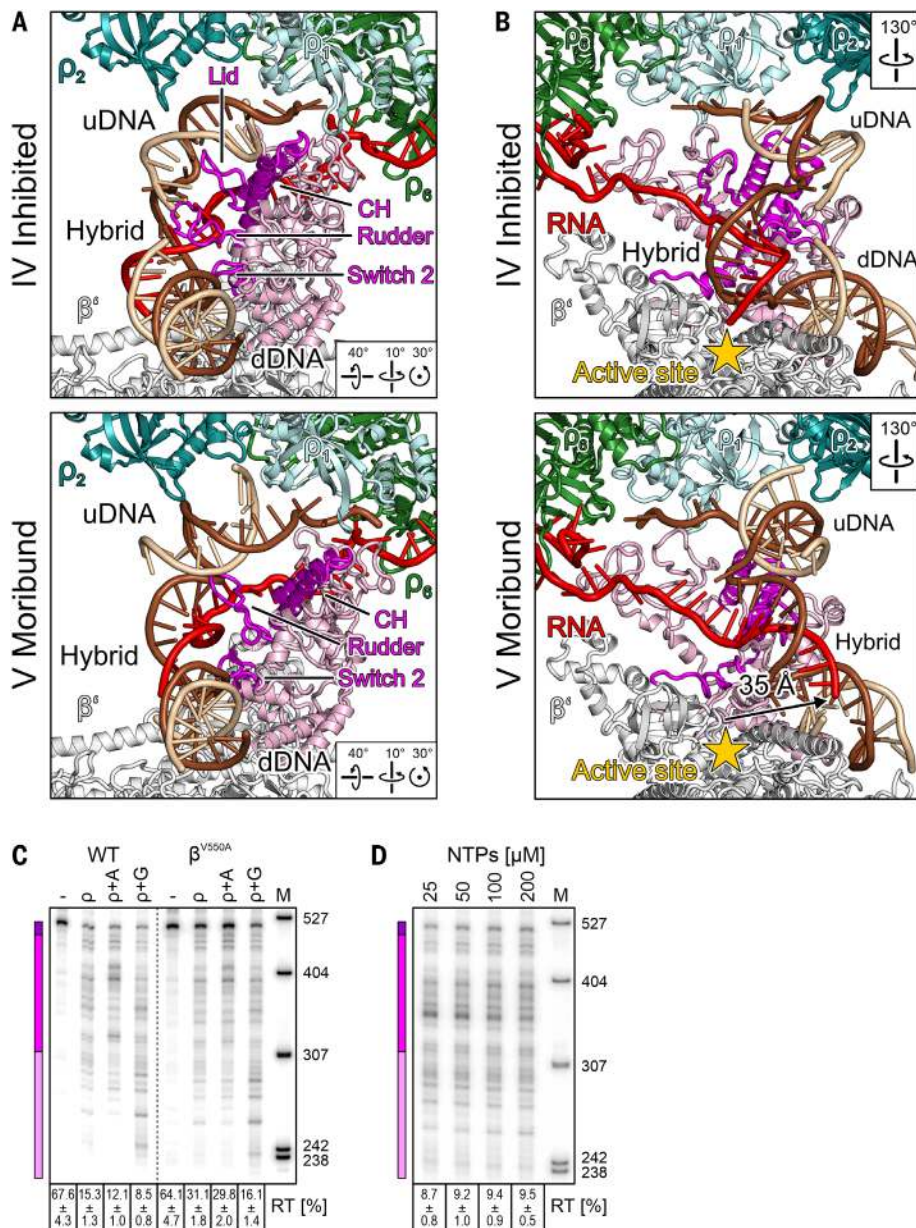 A
B
IV Inhibited
ρ2
uDNA
Lid
ρ1
ρ6
CH
Rudder
Switch 2
Hybrid
β‘
dDNA
40° 10° 30°
ρ6
ρ1
ρ2
130°
uDNA
RNA
Hybrid
dDNA
β‘
Active site
IV Inhibited
V Moribund
ρ2
uDNA
ρ1
ρ6
CH
Rudder
Switch 2
Hybrid
β‘
dDNA
40° 10° 30°
V Moribund
ρ6
ρ1
ρ2
130°
uDNA
RNA
Hybrid
35 Å
β‘
Active site
C
WT βV550A
- ρ ρ+A ρ+G - ρ ρ+A ρ+G M
527
404
307
242
238
67.6 ± 4.3 15.3 ± 1.3 12.1 ± 1.0 8.5 ± 0.8 64.1 ± 4.7 31.1 ± 1.8 29.8 ± 2.0 16.1 ± 1.4 RT [%]
D
NTPs [µM]
25 50 100 200 M
527
404
307
242
238
8.7 ± 0.8 9.2 ± 1.0 9.4 ± 0.9 9.5 ± 0.5 RT [%]